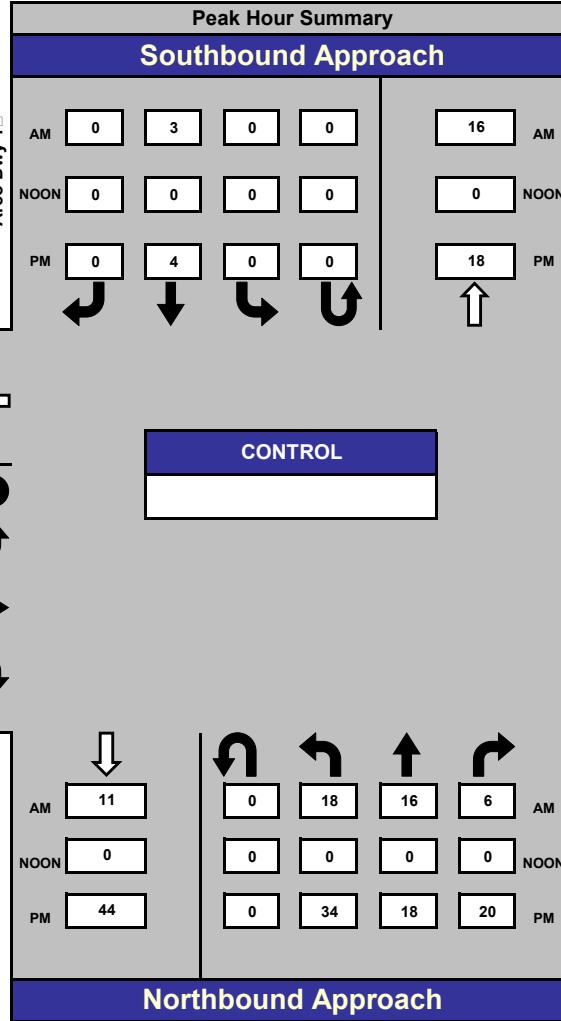 Peak Hour Summary
Southbound Approach
AM 0 3 0 0 16 AM
NOON 0 0 0 0 0 NOON
PM 0 4 0 0 18 PM
CONTROL
AM 11 0 18 16 6 AM
NOON 0 0 0 0 0 NOON
PM 44 0 34 18 20 PM
Northbound Approach